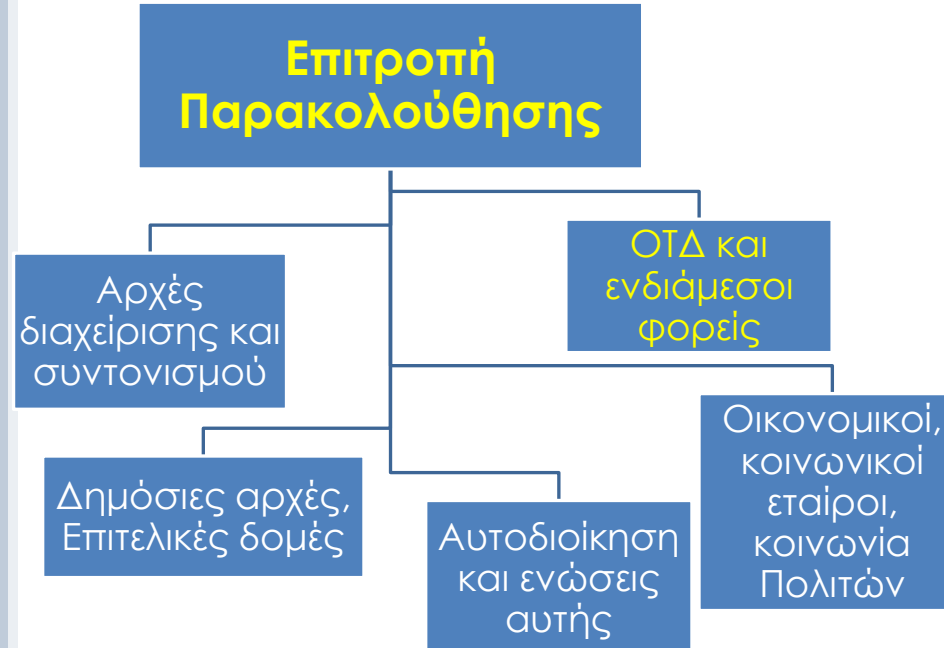 Επιτροπή
Παρακολούθησης
ΟΤΔ και
ενδιάμεσοι
φορείς
Αρχές
διαχείρισης και
συντονισμού
Οικονομικοί,
κοινωνικοί
εταίροι,
κοινωνία
Πολιτών
Δημόσιες αρχές,
Επιτελικές δομές
Αυτοδιοίκηση
και ενώσεις
αυτής